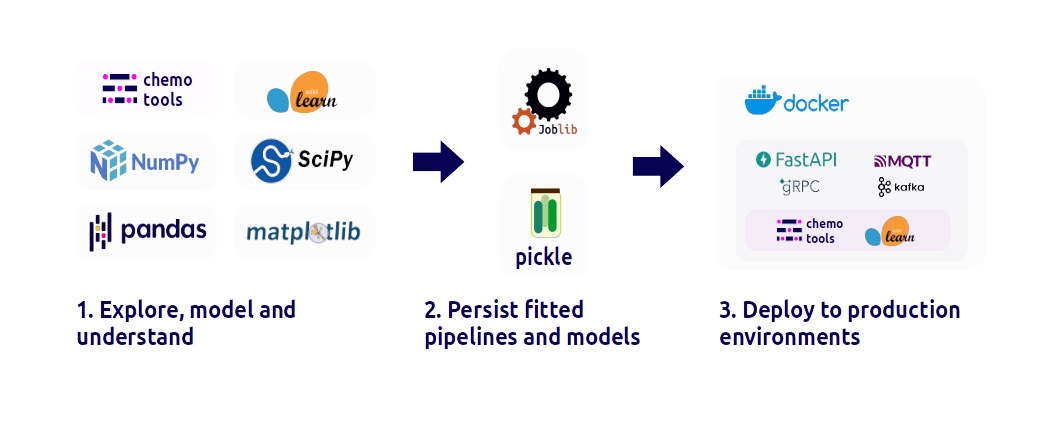 chemo
tools
scikit
learn
NumPy
SciPy
pandas
matplotlib
1. Explore, model and
understand
Joblib
pickle
2. Persist fitted
pipelines and models
docker
FastAPI
MQTT
gRPC
kafka
chemo
tools
learn
3. Deploy to production
environments